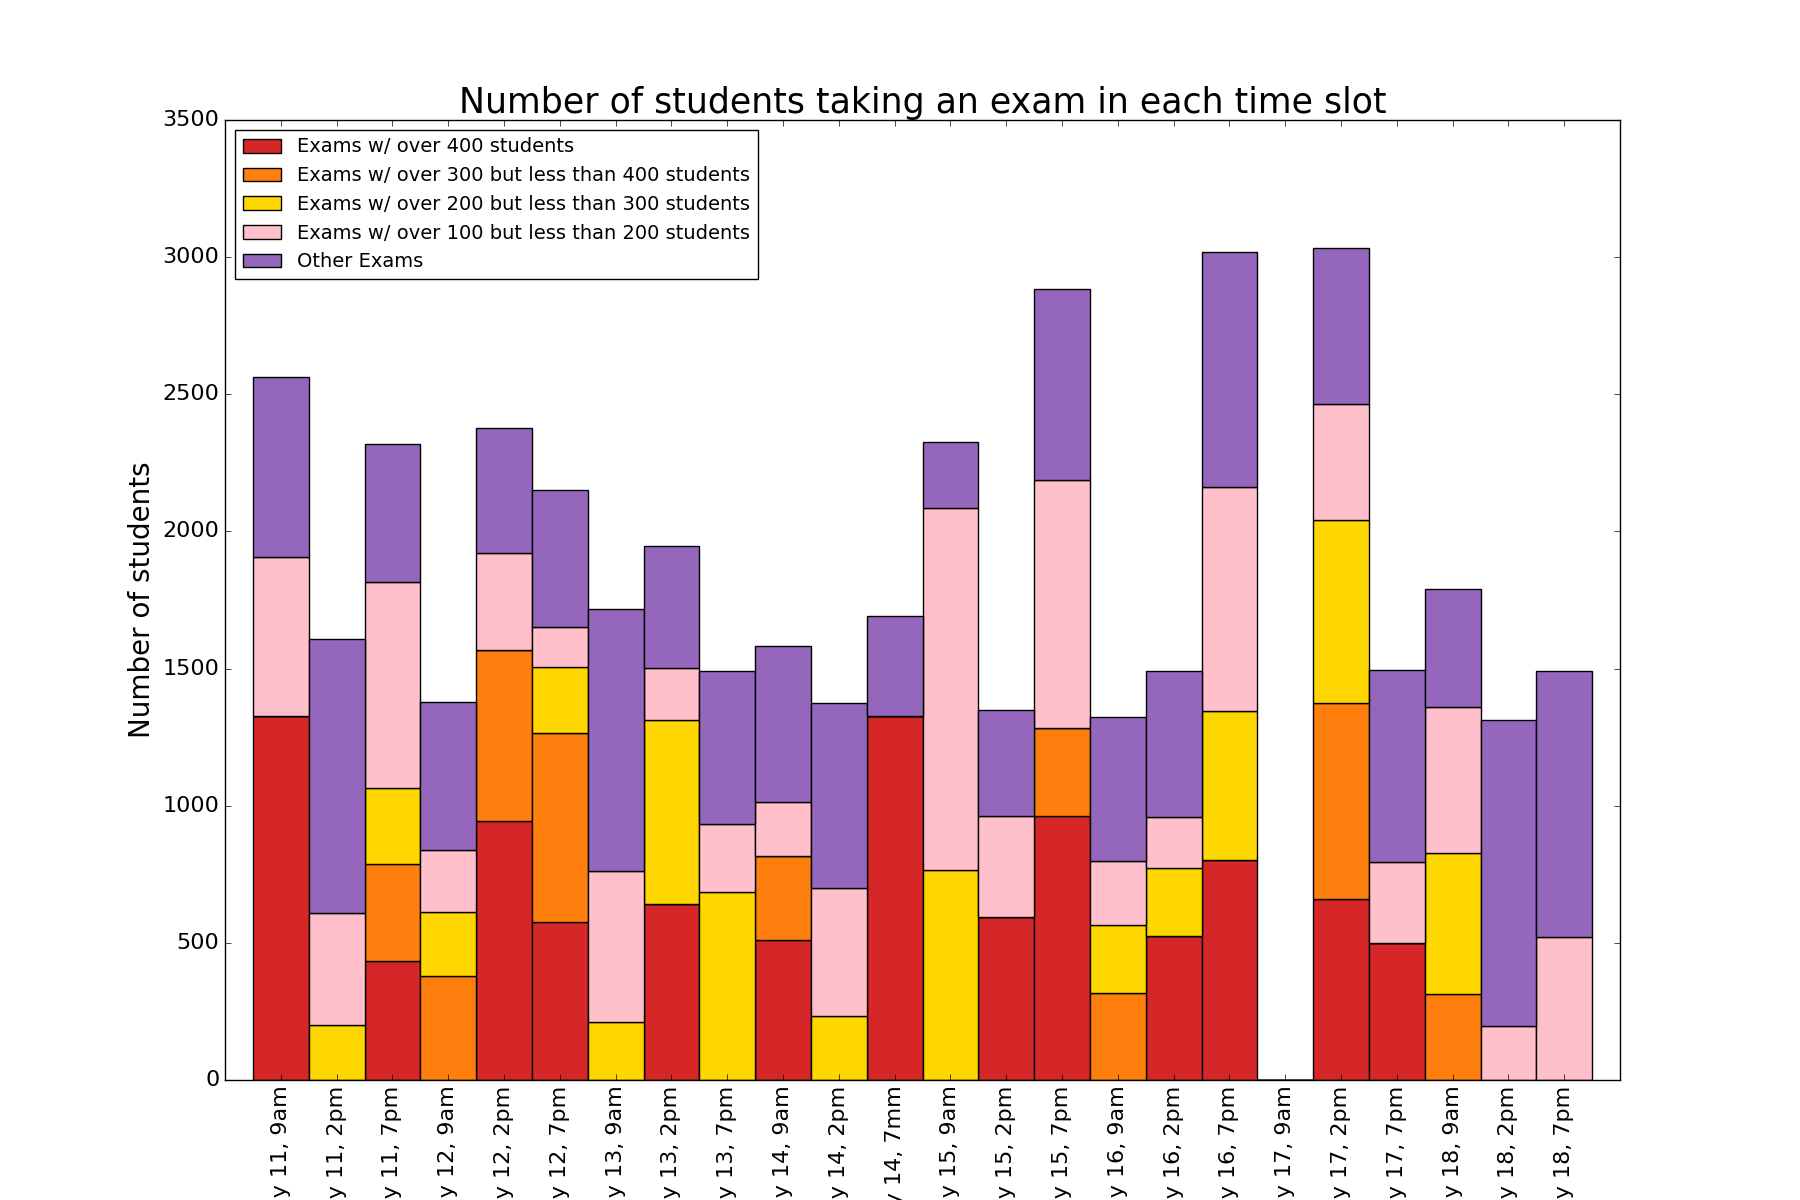 Number of students taking an exam in each time slot
Number of students
3500
3000
2500
2000
1500
1000
500
0
Exams w/ over 400 students
Exams w/ over 300 but less than 400 students
Exams w/ over 200 but less than 300 students
Exams w/ over 100 but less than 200 students
Other Exams
y 11, 9am
y 11, 2pm
y 11, 7pm
y 12, 9am
y 12, 2pm
y 12, 7pm
y 13, 9am
y 13, 2pm
y 13, 7pm
y 14, 9am
y 14, 2pm
y 14, 7mm
y 15, 9am
y 15, 2pm
y 15, 7pm
y 16, 9am
y 16, 2pm
y 16, 7pm
y 17, 9am
y 17, 2pm
y 17, 7pm
y 18, 9am
y 18, 2pm
y 18, 7pm